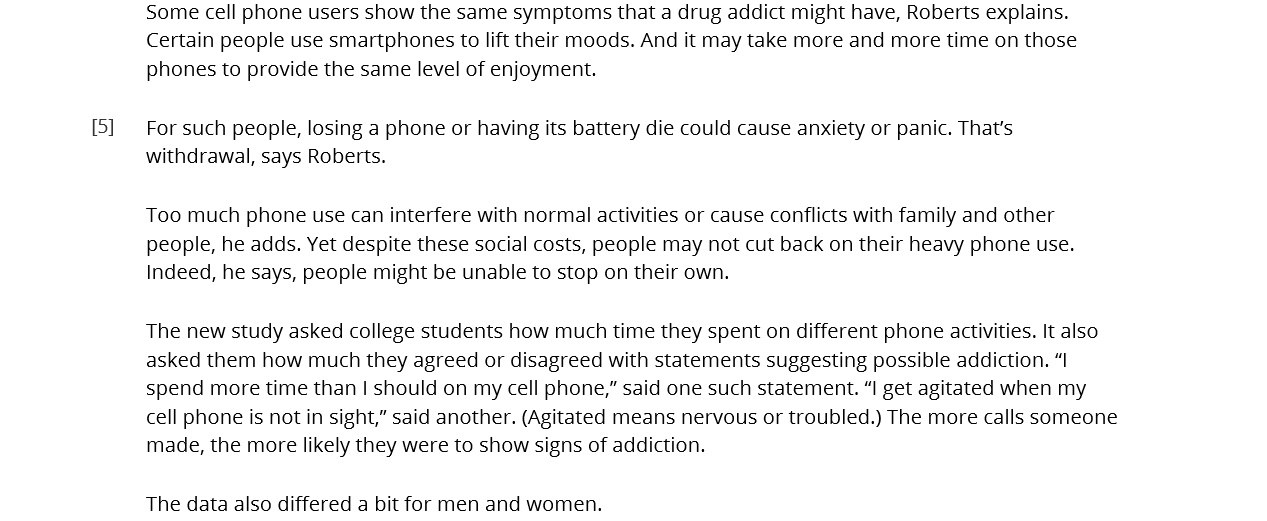 Some cell phone users show the same symptoms that a drug addict might have, Roberts explains.
Certain people use smartphones to lift their moods. And it may take more and more time on those
phones to provide the same level of enjoyment.
[5] For such people, losing a phone or having its battery die could cause anxiety or panic. That’s
withdrawal, says Roberts.
Too much phone use can interfere with normal activities or cause conflicts with family and other
people, he adds. Yet despite these social costs, people may not cut back on their heavy phone use.
Indeed, he says, people might be unable to stop on their own.
The new study asked college students how much time they spent on different phone activities. It also
asked them how much they agreed or disagreed with statements suggesting possible addiction. “I
spend more time than I should on my cell phone,” said one such statement. “I get agitated when my
cell phone is not in sight,” said another. (Agitated means nervous or troubled.) The more calls someone
made, the more likely they were to show signs of addiction.
The data also differed a bit for men and women.